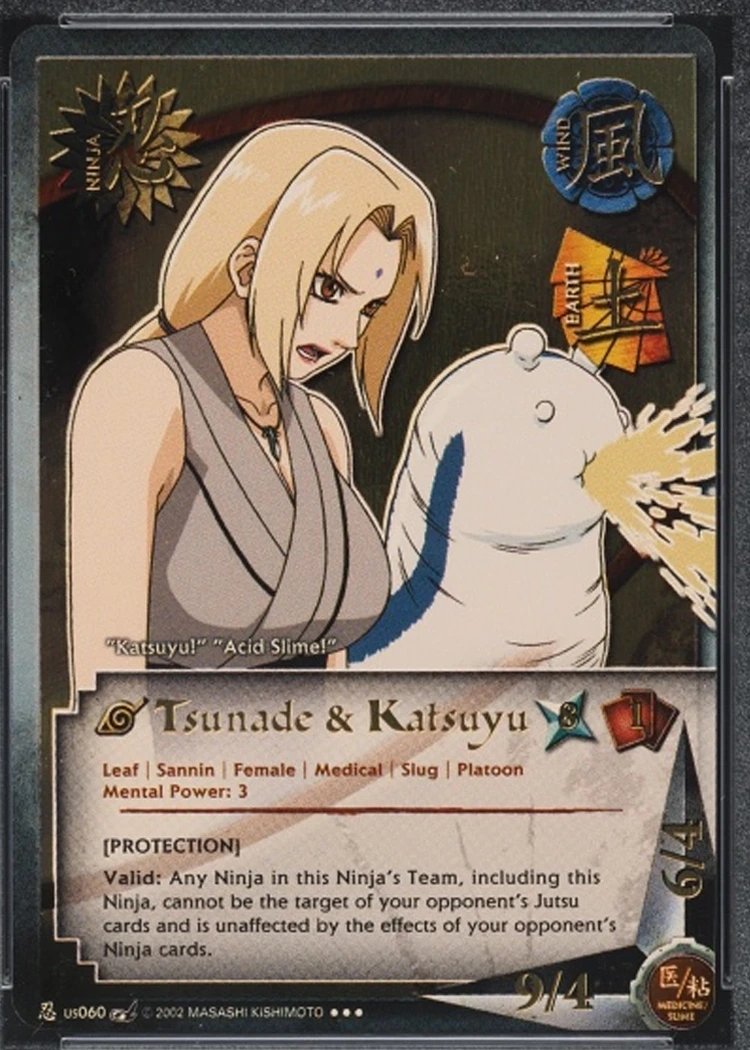 NINJA
忍
WIND
風
EARTH
土
"Katsuyu!" "Acid Slime!"
Tsunade & Katsuyu 8 1
Leaf | Sannin | Female | Medical | Slug | Platoon
Mental Power: 3
[PROTECTION]
Valid: Any Ninja in this Ninja's Team, including this
Ninja, cannot be the target of your opponent's Jutsu
cards and is unaffected by the effects of your opponent's
Ninja cards.
6/4
9/4
医/粘
MEDICINE/
SLIME
忍 US060 © 2002 MASASHI KISHIMOTO